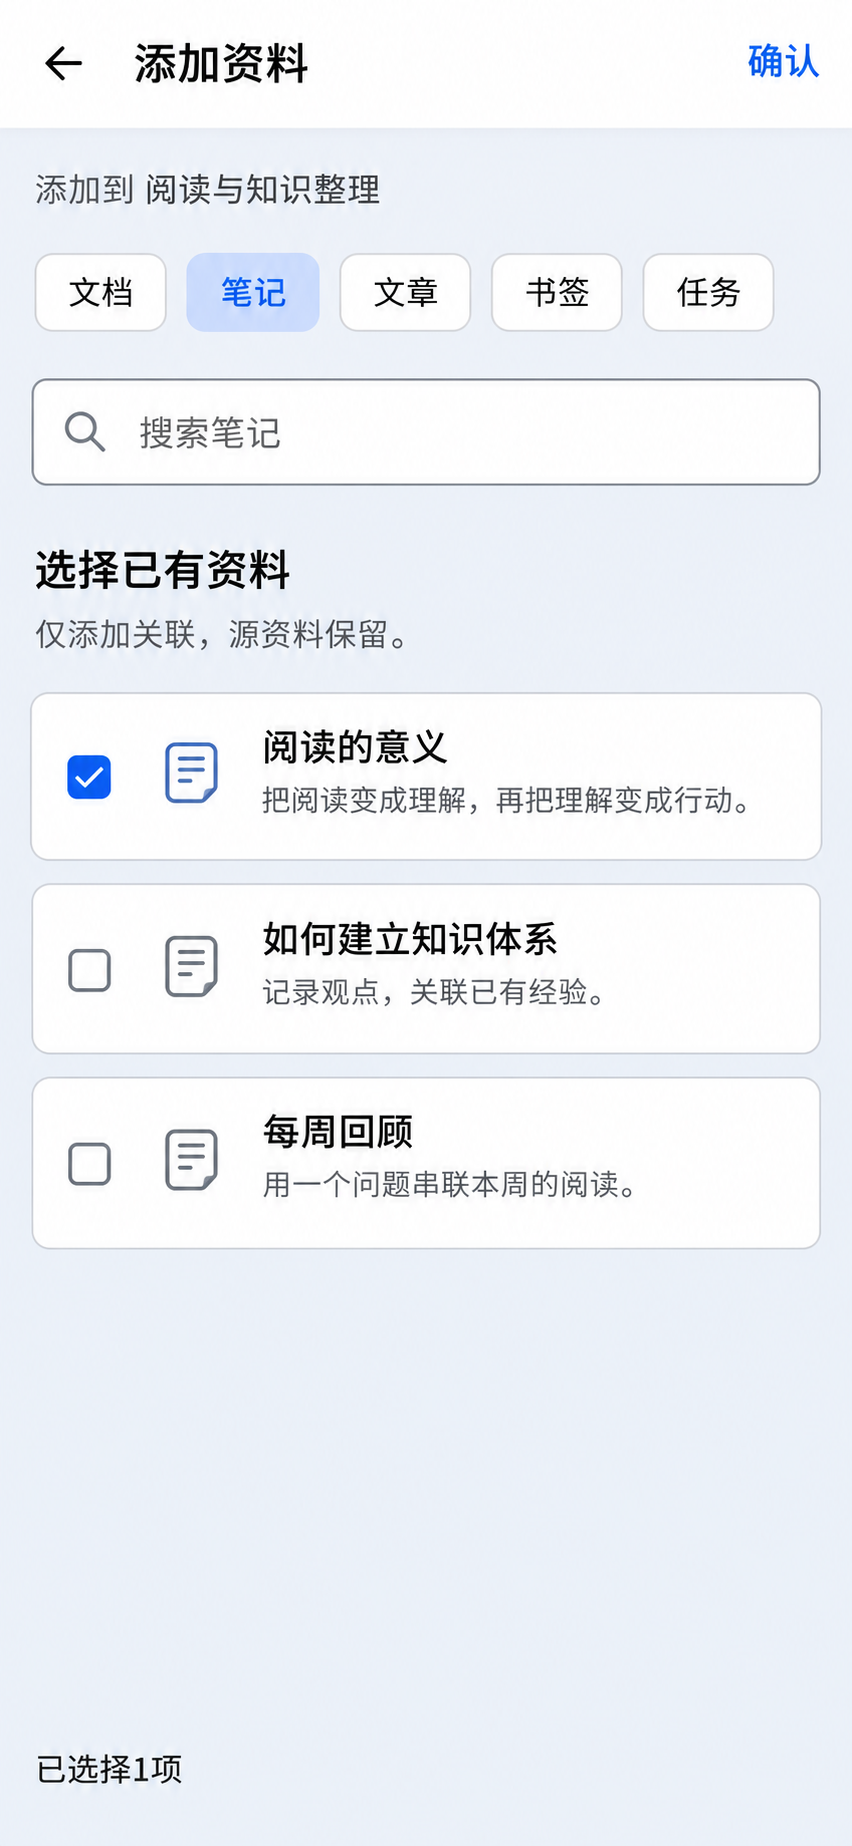 添加资料
确认
添加到 阅读与知识整理
文档
笔记
文章
书签
任务
搜索笔记
选择已有资料
仅添加关联，源资料保留。
阅读的意义
把阅读变成理解，再把理解变成行动。
如何建立知识体系
记录观点，关联已有经验。
每周回顾
用一个问题串联本周的阅读。
已选择1项